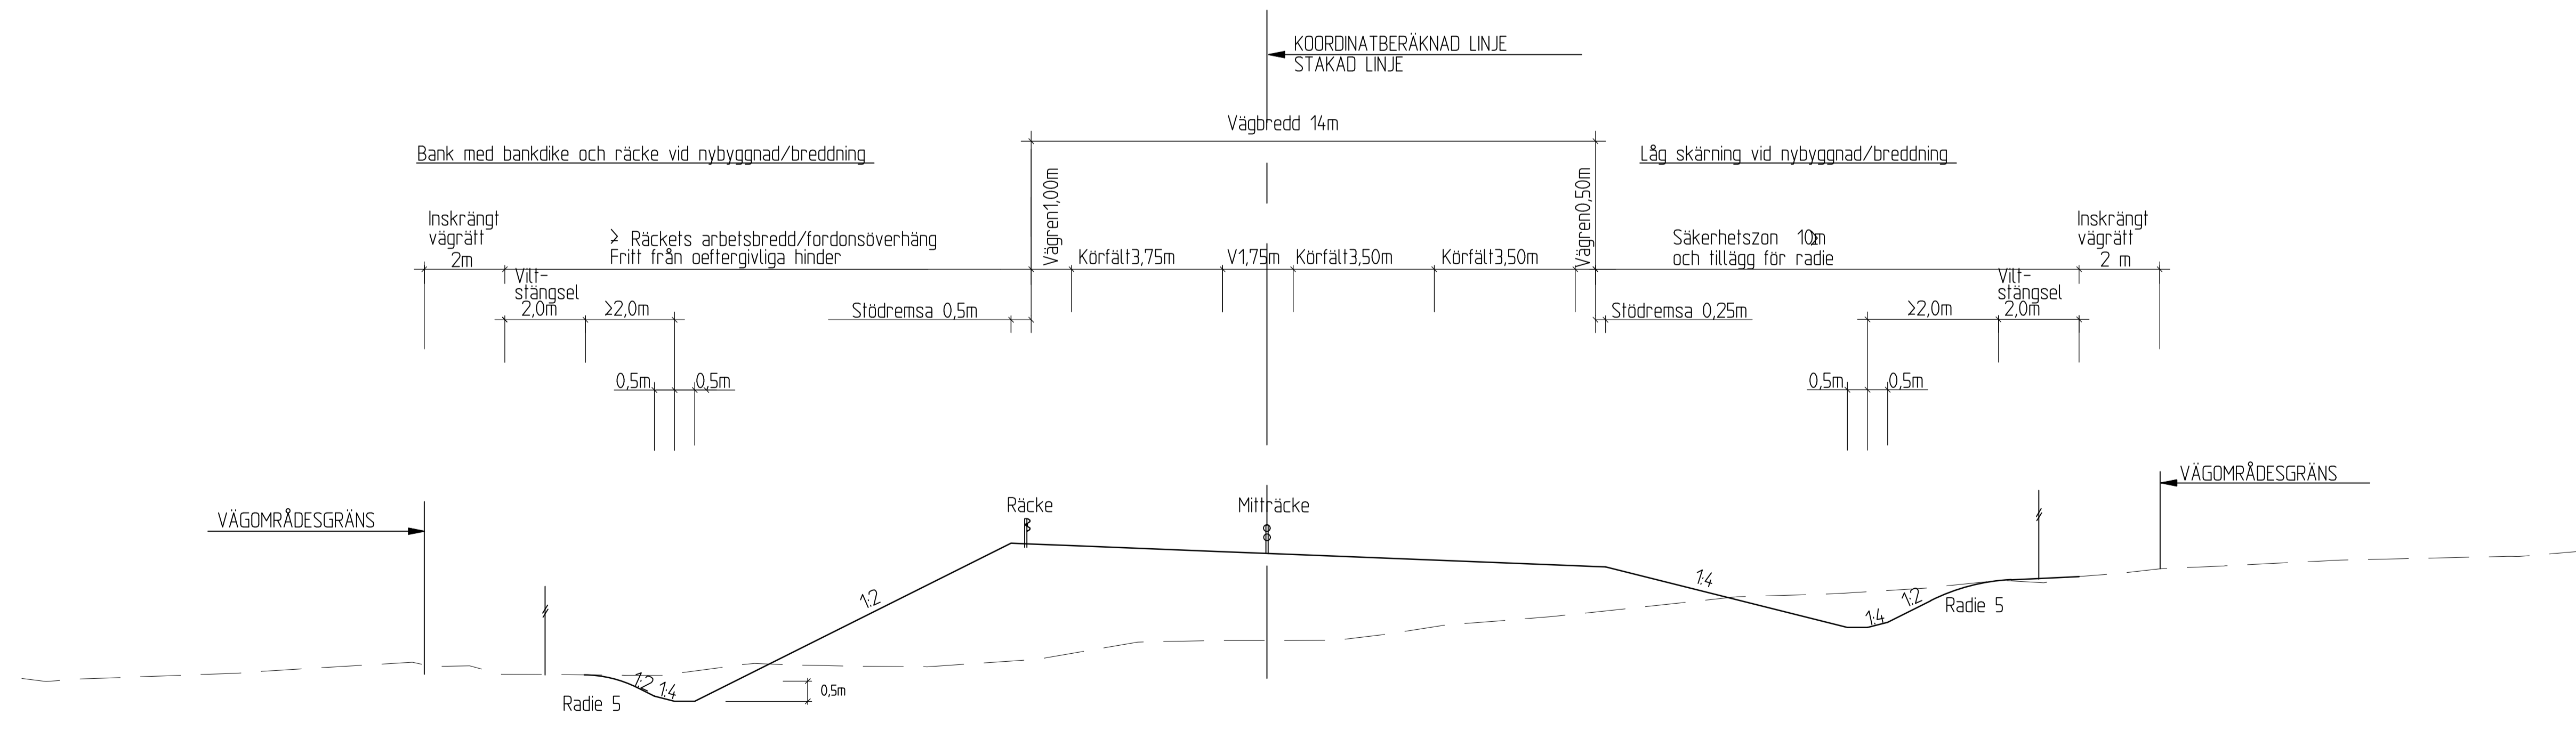 KOORDINATBERÄKNAD LINJE
STAKAD LINJE
Vägbredd 14m
Bank med bankdike och räcke vid nybyggnad/breddning
Låg skärning vid nybyggnad/breddning
Inskrängt
vägrätt
2m
≥ Räckets arbetsbredd/fordonsöverhäng
Fritt från oeftergivliga hinder
Vägren1,00m
Körfält3,75m
V1,75m
Körfält3,50m
Körfält3,50m
Vägren0,50m
Säkerhetszon ≥10m
och tillägg för radie
Inskrängt
vägrätt
2 m
Vilt-
stängsel
2,0m
≥2,0m
Stödremsa 0,5m
Stödremsa 0,25m
≥2,0m
Vilt-
stängsel
2,0m
0,5m
0,5m
0,5m
0,5m
VÄGOMRÅDESGRÄNS
Räcke
Mitträcke
VÄGOMRÅDESGRÄNS
1:2
1:4
1:4
1:2
Radie 5
1:2
1:4
Radie 5
0,5m